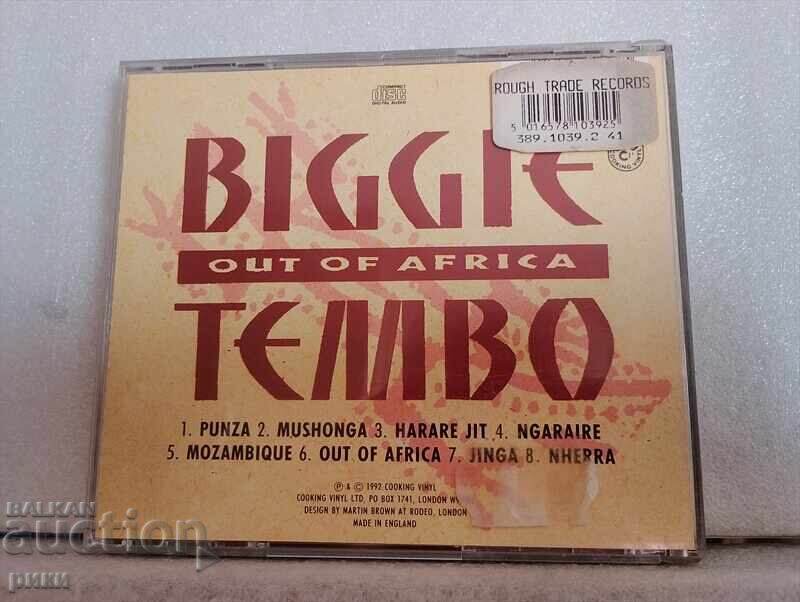 COMPACT
disc
DIGITAL AUDIO
ROUGH TRADE RECORDS
5 016578 103925
389.1039.2 41
COOKING VINYL
BIGGIE
OUT OF AFRICA
TEMBO
1. PUNZA 2. MUSHONGA 3. HARARE JIT 4. NGARAIRE
5. MOZAMBIQUE 6. OUT OF AFRICA 7. JINGA 8. NHERRA
℗ & © 1992 COOKING VINYL
COOKING VINYL LTD, PO BOX 1741, LONDON
DESIGN BY MARTIN BROWN AT RODEO, LONDON
MADE IN ENGLAND
BALKAN
auction
рики